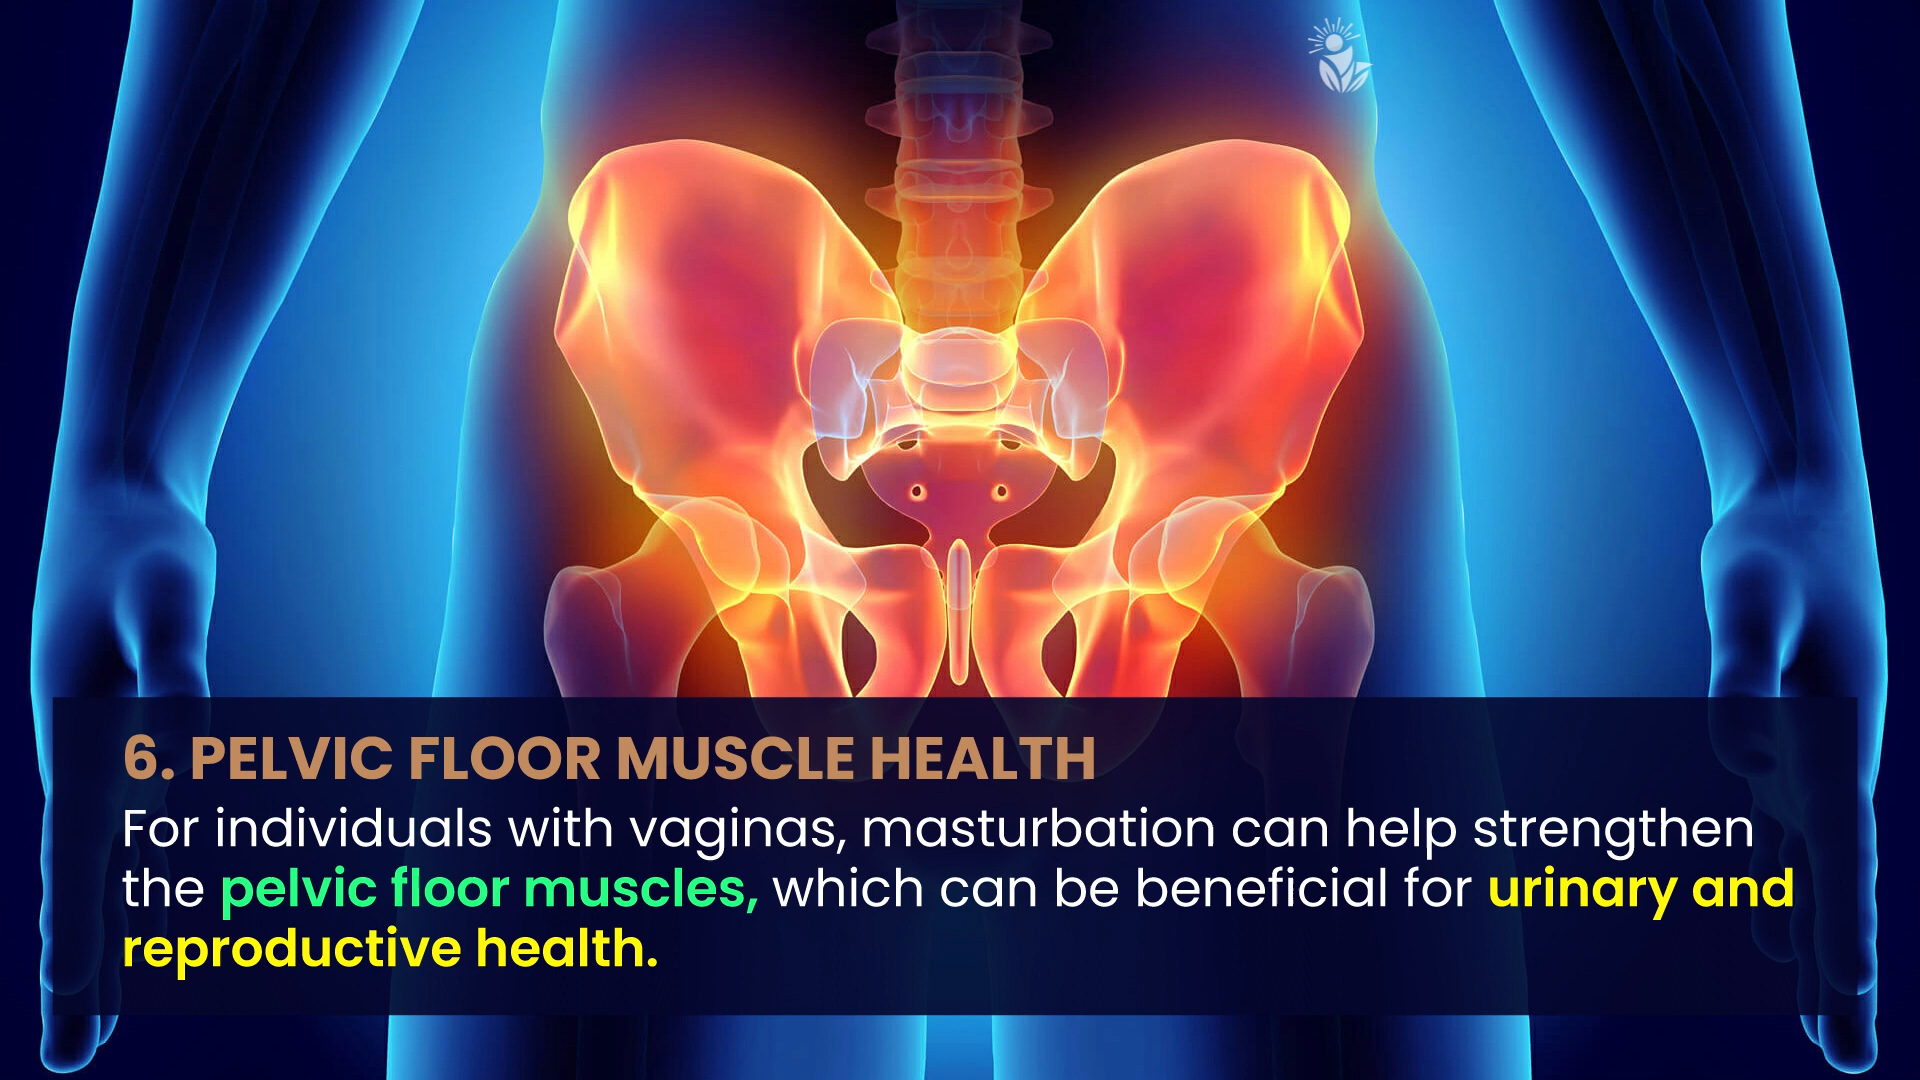 6. PELVIC FLOOR MUSCLE HEALTH
For individuals with vaginas, masturbation can help strengthen
the pelvic floor muscles, which can be beneficial for urinary and
reproductive health.